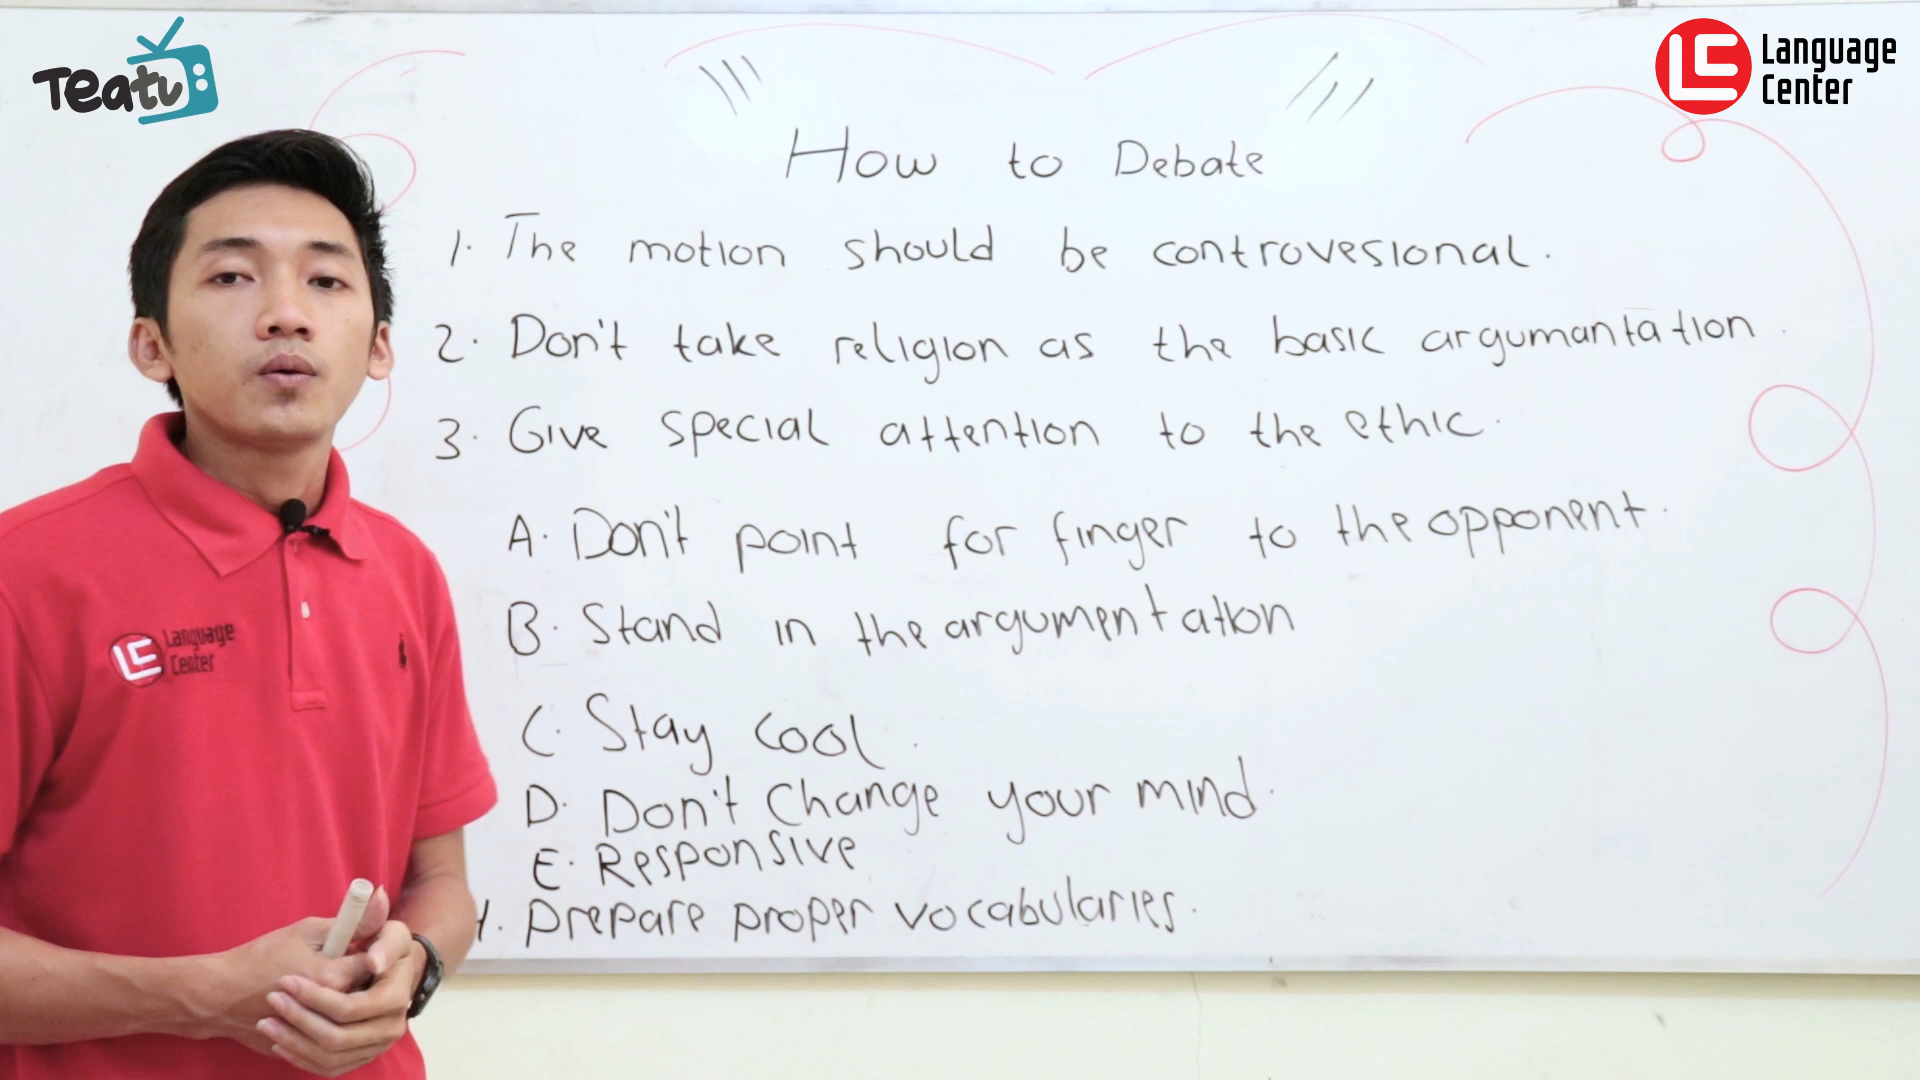 Teatv
Language
Center
How to Debate
1. The motion should be controvesional.
2. Don't take religion as the basic argumantation.
3. Give special attention to the ethic.
A. Don't point for finger to the opponent.
B. Stand in the argumentation
C. Stay Cool.
D. Don't Change your mind.
E. Responsive
4. prepare proper vocabularies.
LC Language
Center